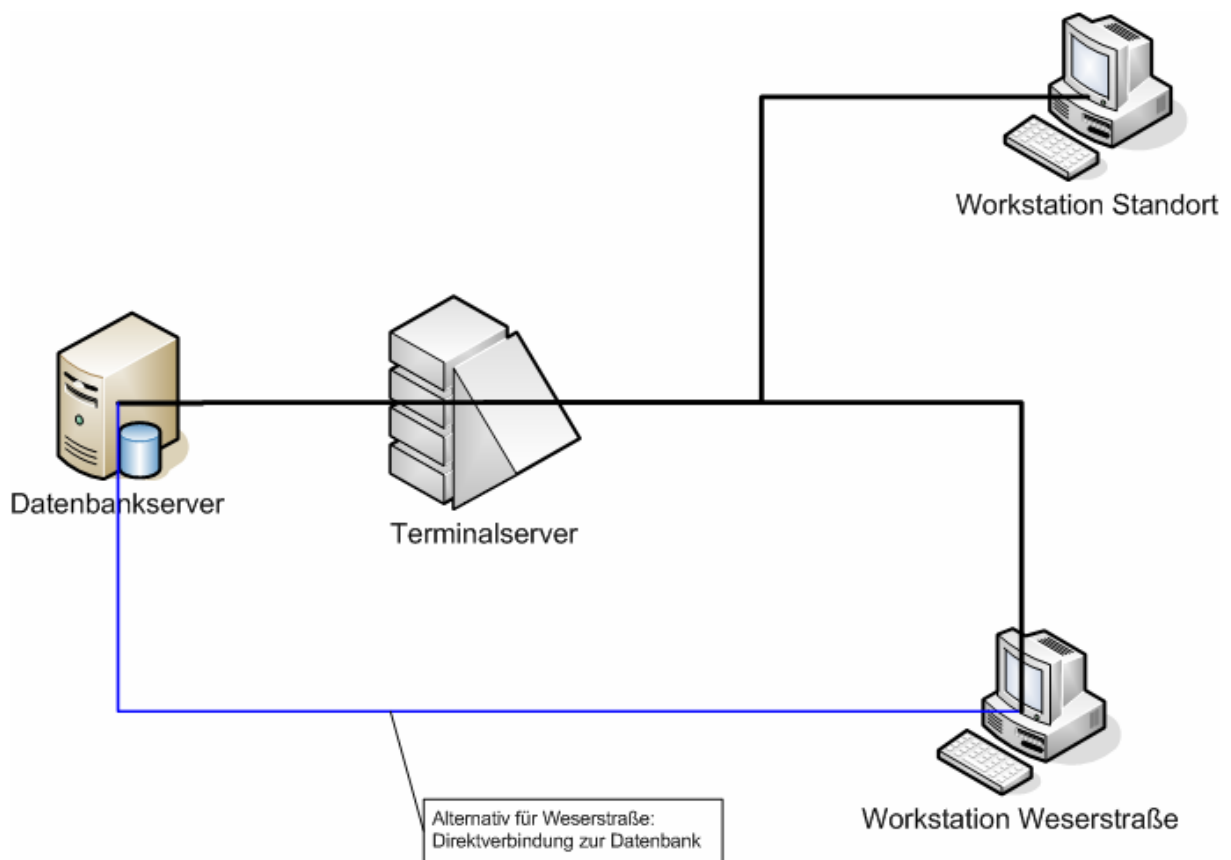 Workstation Standort
Datenbankserver
Terminalserver
Alternativ für Weserstraße:
Direktverbindung zur Datenbank
Workstation Weserstraße